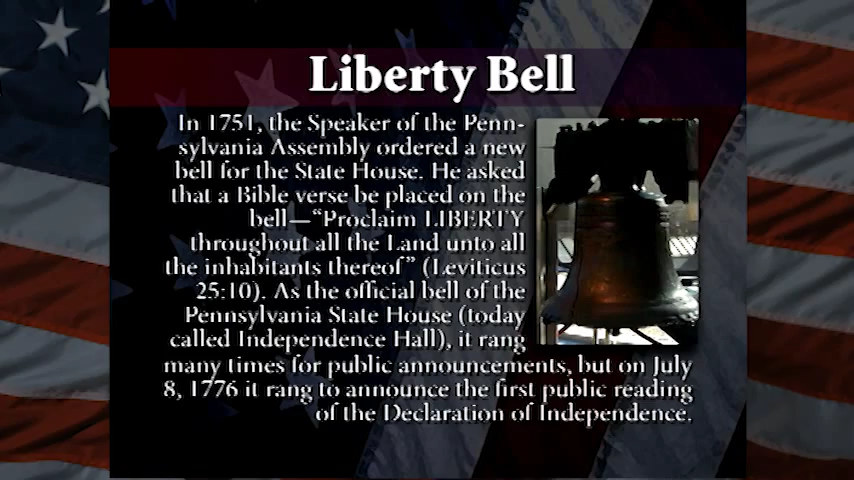 Liberty Bell
In 1751, the Speaker of the Penn-
sylvania Assembly ordered a new
bell for the State House. He asked
that a Bible verse be placed on the
bell—“Proclaim LIBERTY
throughout all the Land unto all
the inhabitants thereof” (Leviticus
25:10). As the official bell of the
Pennsylvania State House (today
called Independence Hall), it rang
many times for public announcements, but on July
8, 1776 it rang to announce the first public reading
of the Declaration of Independence.